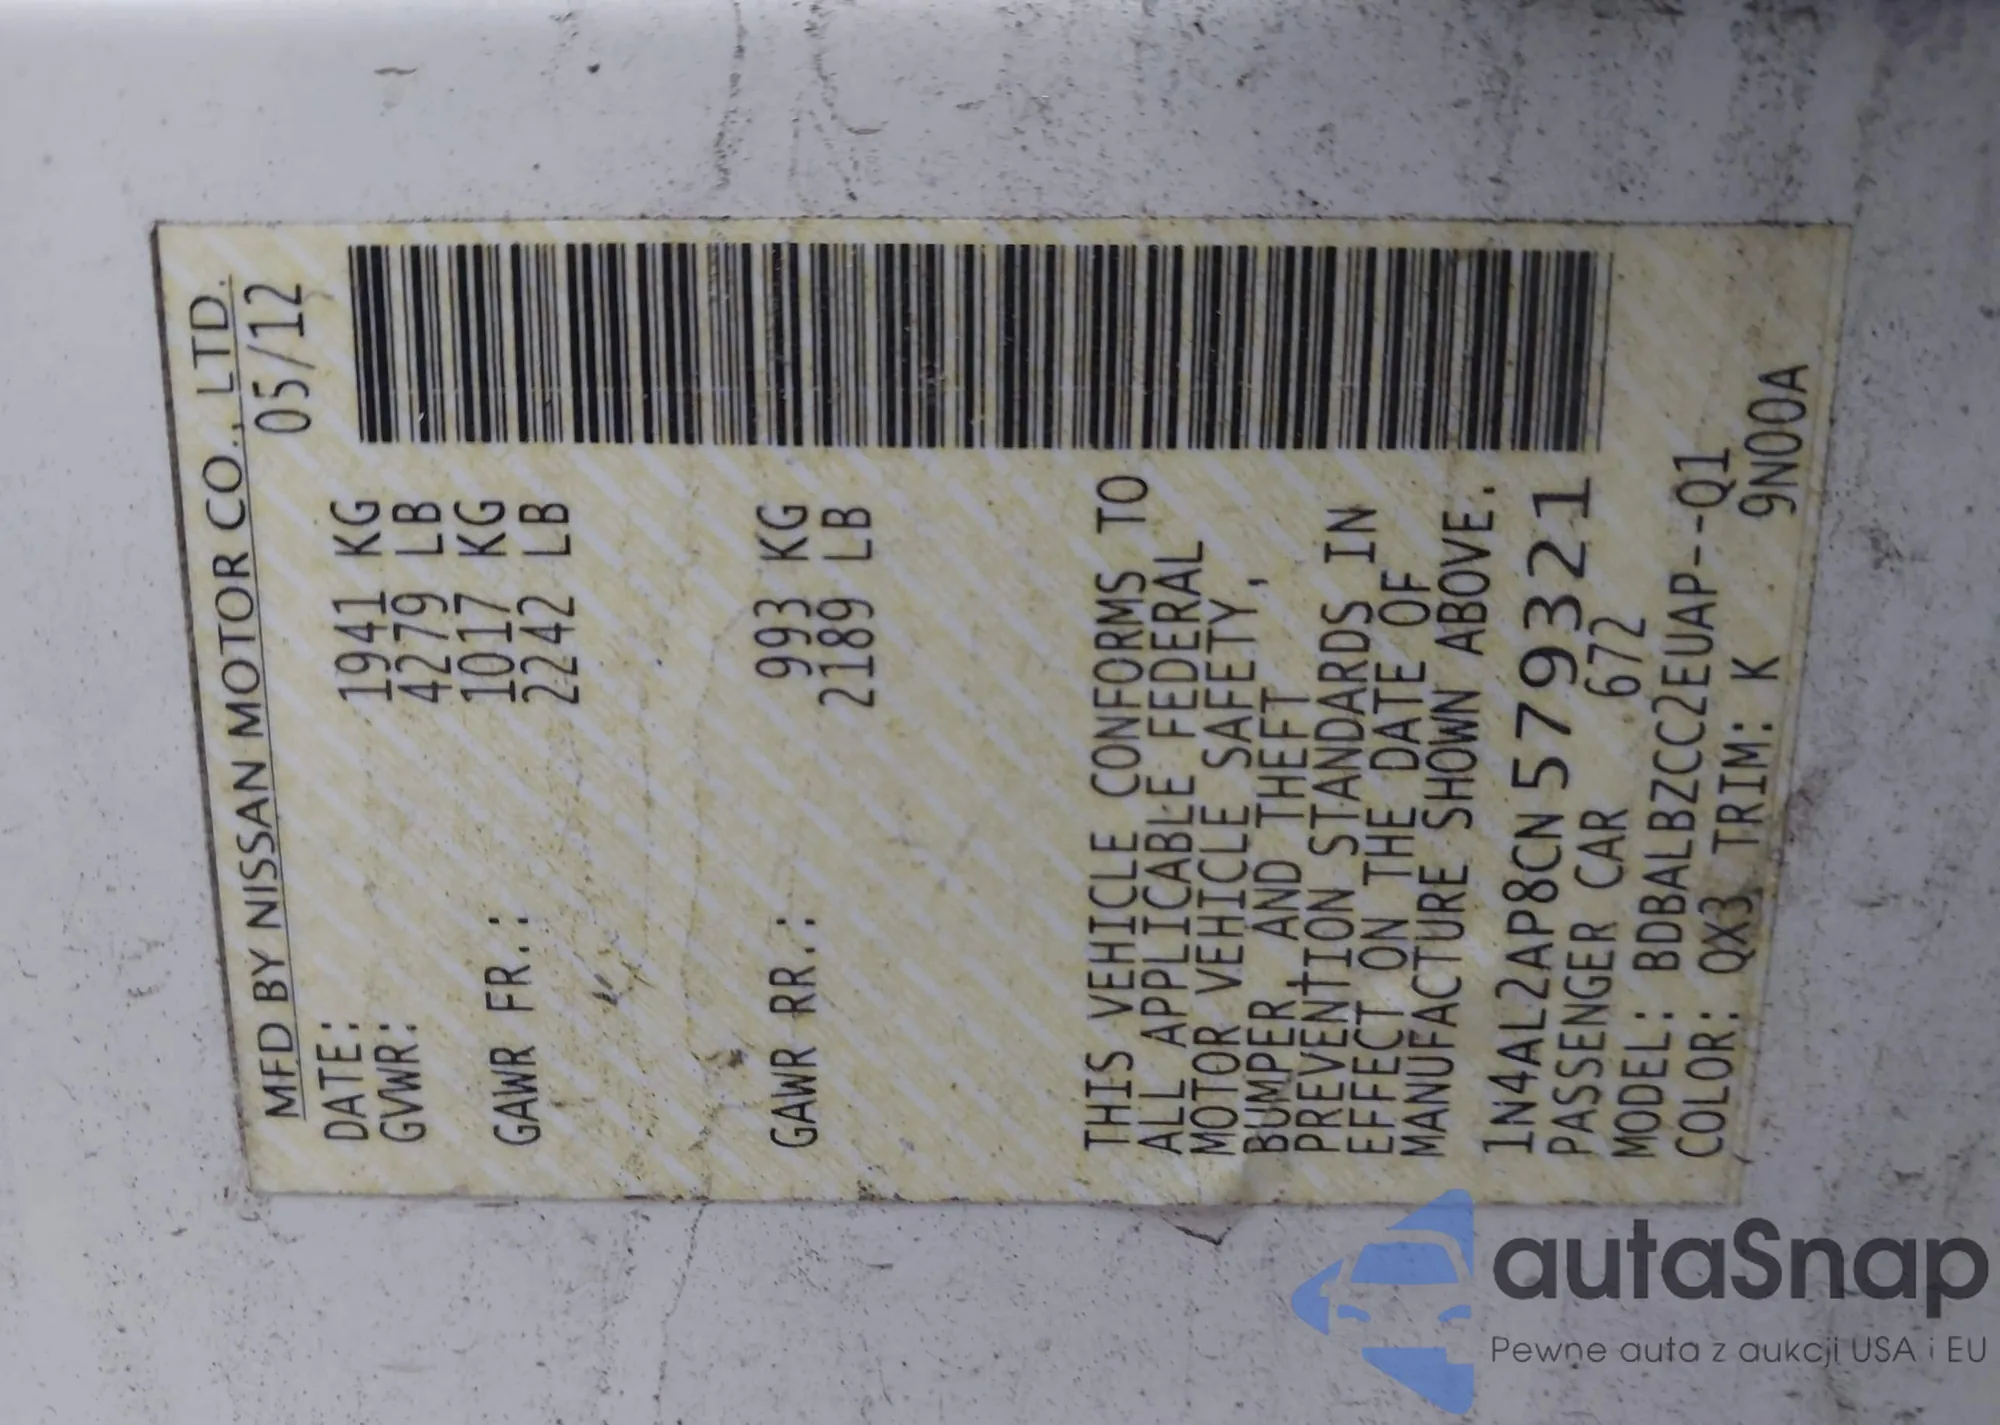 MFD BY NISSAN MOTOR CO., LTD.
DATE: 05/12
GVWR: 1941 KG
4279 LB
GAWR FR.: 1017 KG
2242 LB
GAWR RR.: 993 KG
2189 LB
THIS VEHICLE CONFORMS TO
ALL APPLICABLE FEDERAL
MOTOR VEHICLE SAFETY,
BUMPER AND THEFT
PREVENTION STANDARDS IN
EFFECT ON THE DATE OF
MANUFACTURE SHOWN ABOVE.
1N4AL2AP8CN579321
PASSENGER CAR 672
MODEL: BDBALBZCC2EUAP--Q1
COLOR: QX3 TRIM: K 9N00A
autaSnap
Pewne auta z aukcji USA i EU